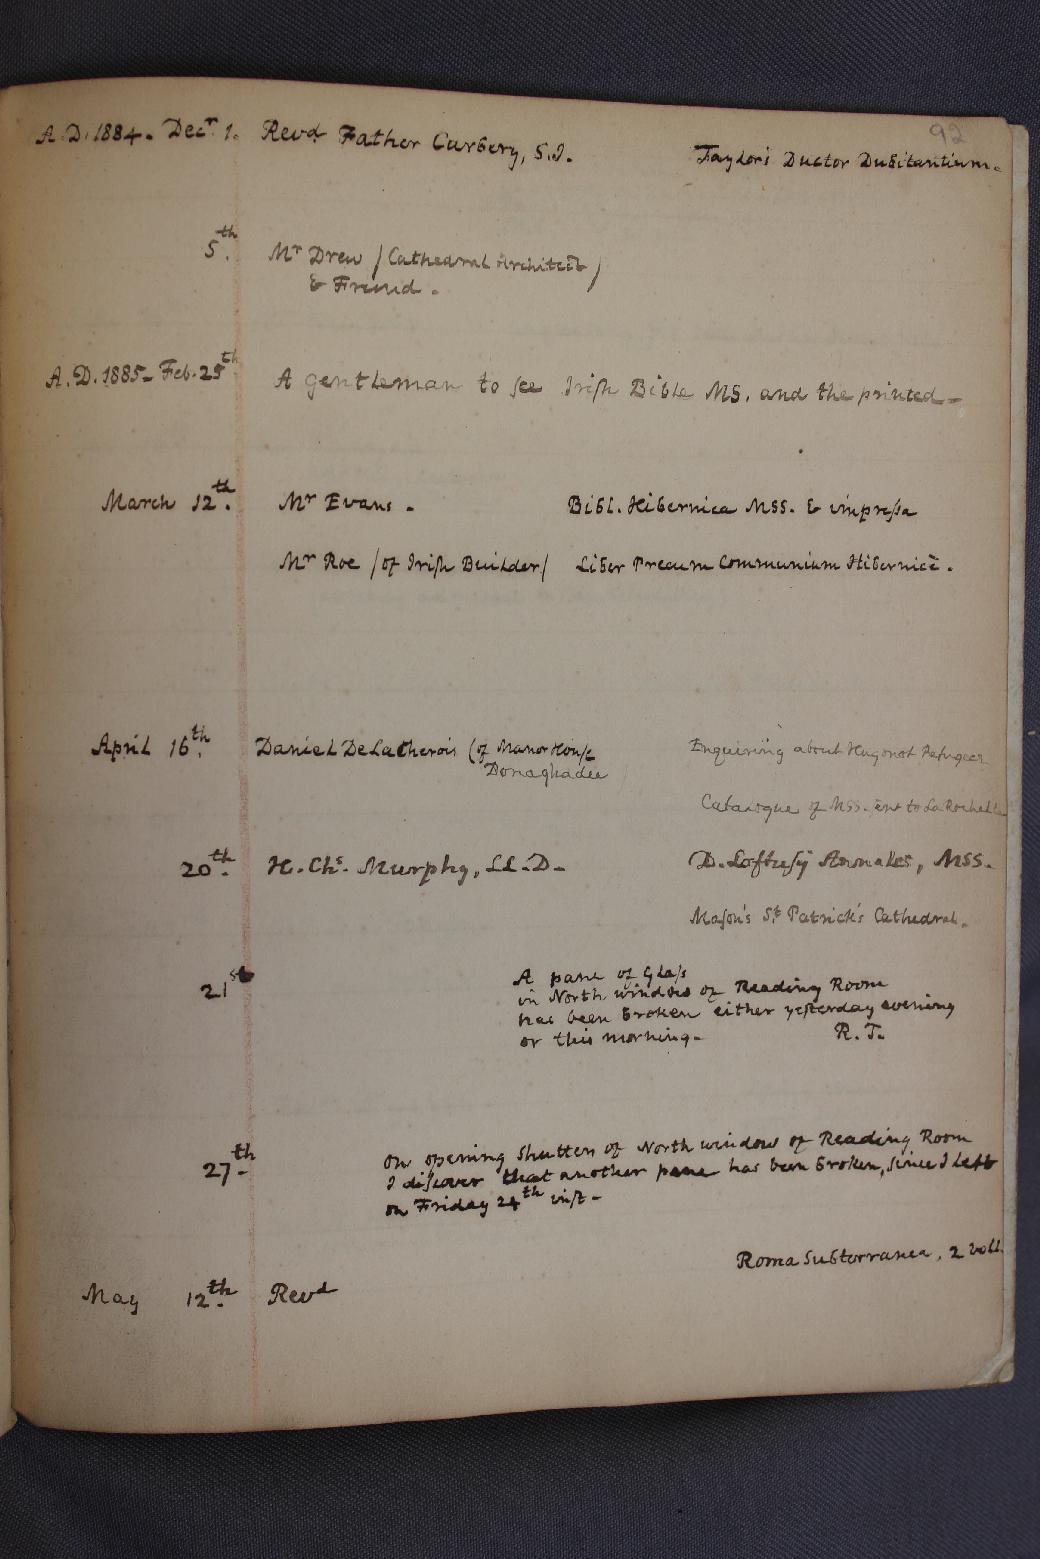 92
A.D. 1884. Decr. 1. Revd. Father Carbery, S.J. Taylor's Ductor Dubitantium.
5th. Mr Drew /Cathedral Architect/
& Friend.
A.D. 1885. Feb. 25th A gentleman to see Irish Bible MS. and the printed.
March 12th. Mr Evans. Bibl. Hibernica MSS. & impressa
Mr Roe /of Irish Builder/ Liber Precum Communium Hibernicè.
April 16th. Daniel DeLaCherois (of Manor House Enquiring about Hugonot Refugees
Donaghadee
Catalogue of MSS. sent to La Rochelle
20th. H. Chs. Murphy, LL.D. D. Loftusij Annales, MSS.
Mason's St. Patrick's Cathedral.
21st A pane of Glass
in North window of Reading Room
has been broken either yesterday evening
or this morning. R. T.
27th. On opening shutters of North window of Reading Room
I discover that another pane has been broken, since I left
on Friday 24th inst.
Roma Subterranea, 2 voll.
May 12th. Revd